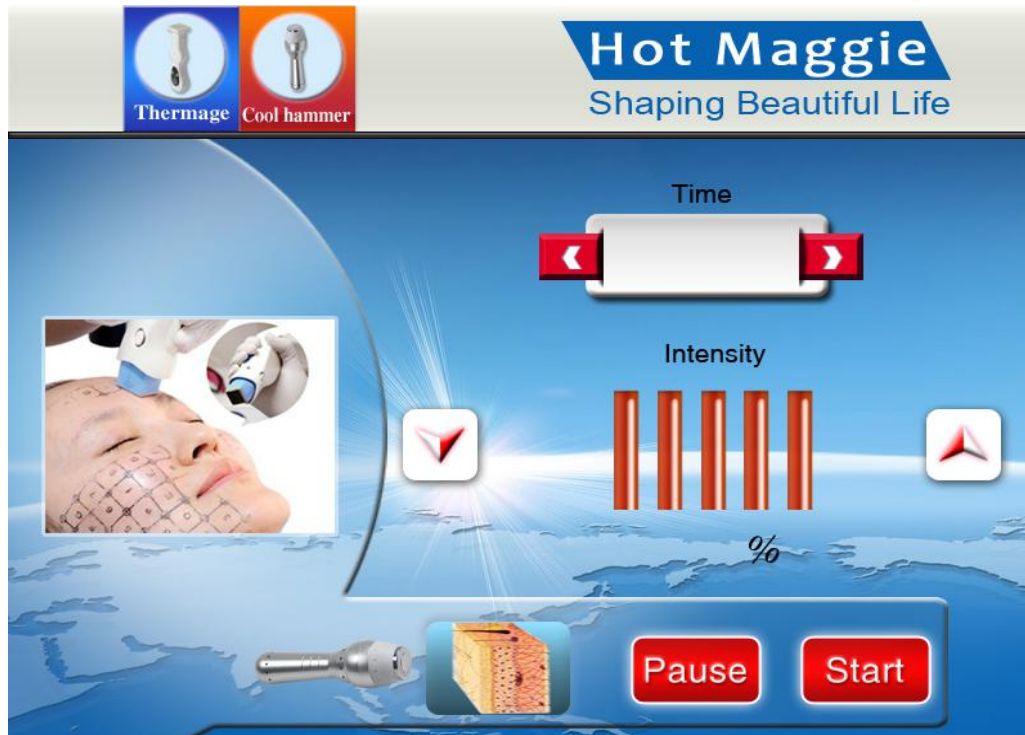 Thermage
Cool hammer
Hot Maggie
Shaping Beautiful Life
Time
Intensity
%
Pause
Start